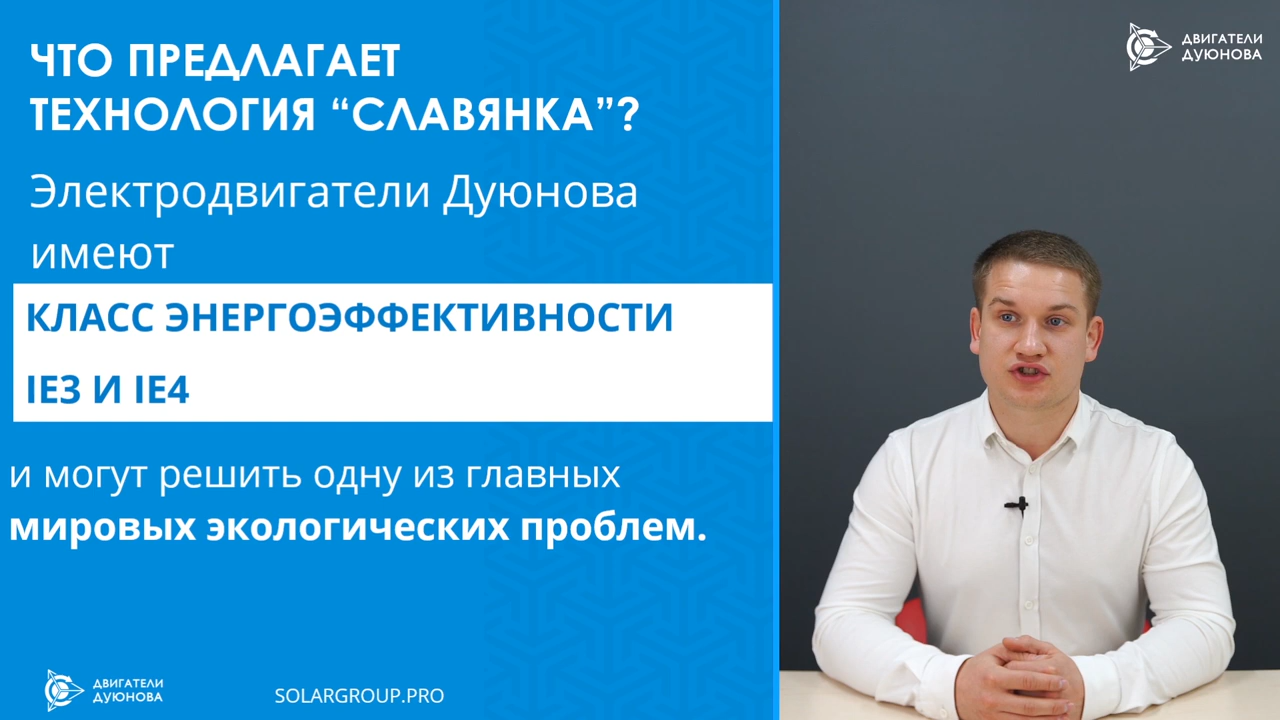 ЧТО ПРЕДЛАГАЕТ
ТЕХНОЛОГИЯ “СЛАВЯНКА”?
Электродвигатели Дуюнова
имеют
КЛАСС ЭНЕРГОЭФФЕКТИВНОСТИ
IE3 И IE4
и могут решить одну из главных
мировых экологических проблем.
ДВИГАТЕЛИ
ДУЮНОВА
SOLARGROUP.PRO
ДВИГАТЕЛИ
ДУЮНОВА